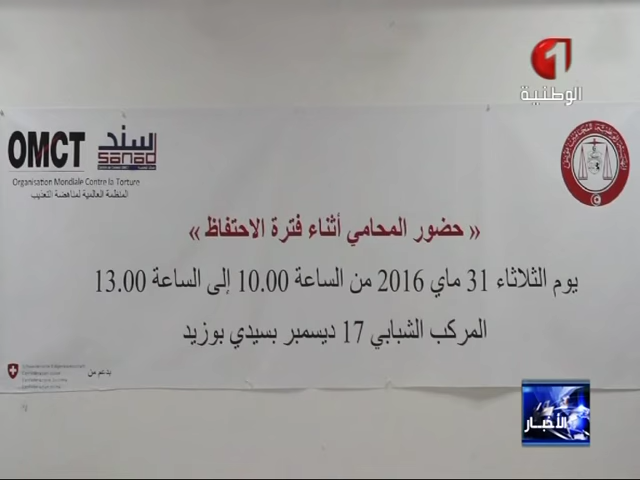 1
الوطنية
OMCT
سند
sanad
Organisation Mondiale Contre la Torture
المنظمة العالمية لمناهضة التعذيب
« حضور المحامي أثناء فترة الاحتفاظ »
يوم الثلاثاء 31 ماي 2016 من الساعة 10.00 إلى الساعة 13.00
المركب الشبابي 17 ديسمبر بسيدي بوزيد
بدعم من
الأخبار